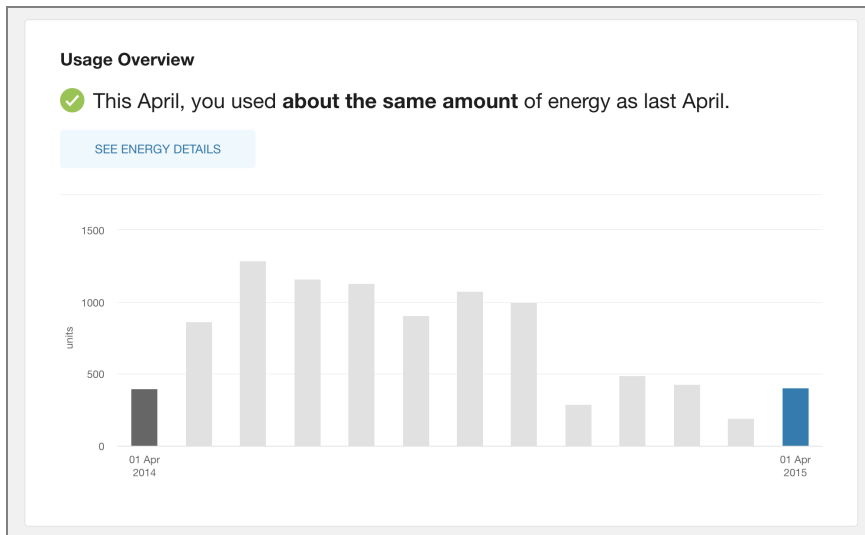 Usage Overview
This April, you used about the same amount of energy as last April.
SEE ENERGY DETAILS
1500
1000
units
500
0
01 Apr
2014
01 Apr
2015